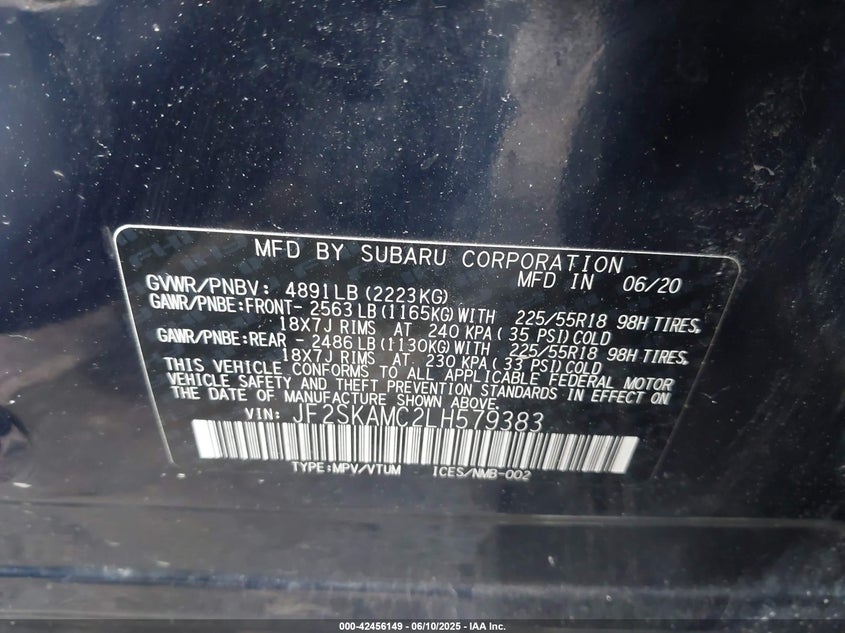 MFD BY SUBARU CORPORATION
GVWR/PNBV: 4891LB(2223KG) MFD IN 06/20
GAWR/PNBE:FRONT- 2563LB(1165KG)WITH 225/55R18 98H TIRES,
18X7J RIMS AT 240 KPA(35 PSI)COLD
GAWR/PNBE:REAR - 2486LB(1130KG)WITH 225/55R18 98H TIRES,
18X7J RIMS AT 230 KPA(33 PSI)COLD
THIS VEHICLE CONFORMS TO ALL APPLICABLE FEDERAL MOTOR
VEHICLE SAFETY AND THEFT PREVENTION STANDARDS IN EFFECT ON
THE DATE OF MANUFACTURE SHOWN ABOVE.
VIN: JF2SKAMC2LH579383
TYPE:MPV/VTUM ICES/NMB-002
000-42456149 - 06/10/2025 - IAA Inc.